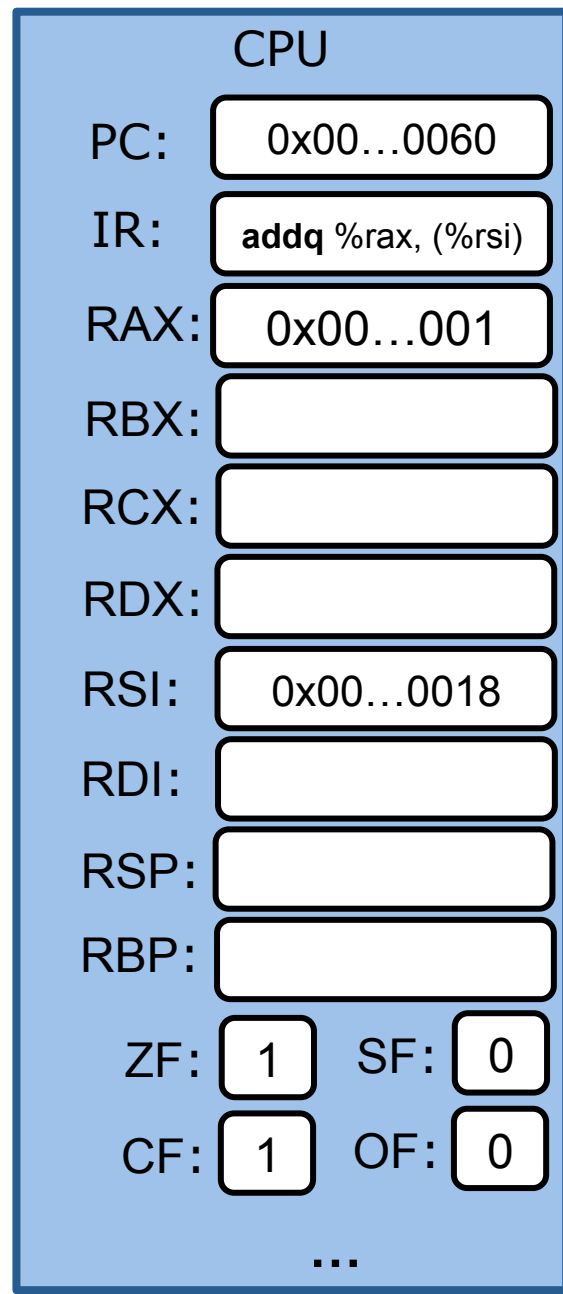 CPU
PC: 0x00…0060
IR: addq %rax, (%rsi)
RAX: 0x00…001
RBX:
RCX:
RDX:
RSI: 0x00…0018
RDI:
RSP:
RBP:
ZF: 1 SF: 0
CF: 1 OF: 0
…